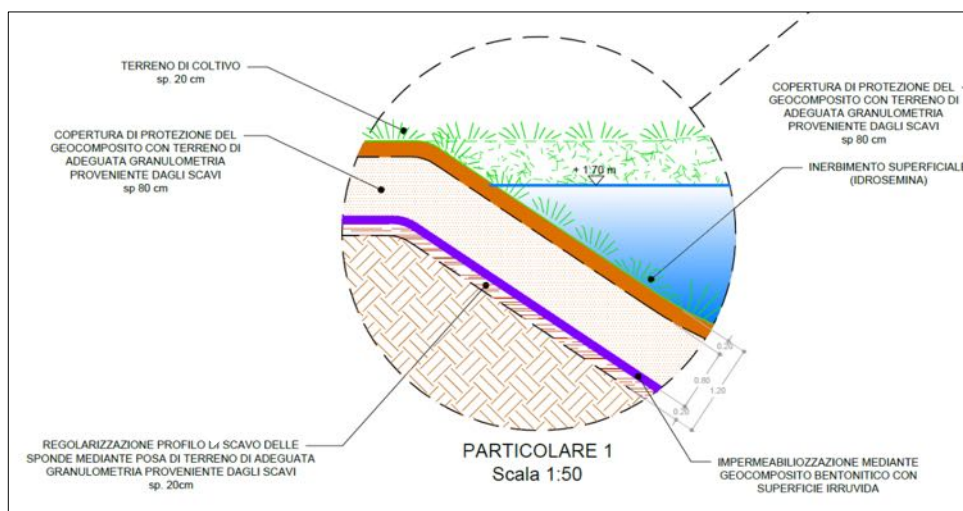 TERRENO DI COLTIVO
sp. 20 cm
COPERTURA DI PROTEZIONE DEL
GEOCOMPOSITO CON TERRENO DI
ADEGUATA GRANULOMETRIA
PROVENIENTE DAGLI SCAVI
sp 80 cm
+ 1.70 m
COPERTURA DI PROTEZIONE DEL
GEOCOMPOSITO CON TERRENO DI
ADEGUATA GRANULOMETRIA
PROVENIENTE DAGLI SCAVI
sp 80 cm
INERBIMENTO SUPERFICIALE
(IDROSEMINA)
0.20
0.80
1.20
0.20
REGOLARIZZAZIONE PROFILO SCAVO DELLE
SPONDE MEDIANTE POSA DI TERRENO DI ADEGUATA
GRANULOMETRIA PROVENIENTE DAGLI SCAVI
sp. 20cm
PARTICOLARE 1
Scala 1:50
IMPERMEABILIOZZAZIONE MEDIANTE
GEOCOMPOSITO BENTONITICO CON
SUPERFICIE IRRUVIDA